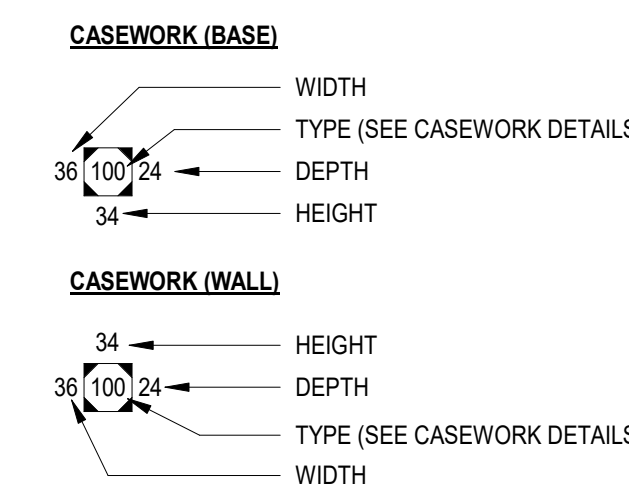 CASEWORK (BASE)
WIDTH
TYPE (SEE CASEWORK DETAILS
36 100 24 DEPTH
34 HEIGHT
CASEWORK (WALL)
34 HEIGHT
36 100 24 DEPTH
TYPE (SEE CASEWORK DETAILS
WIDTH